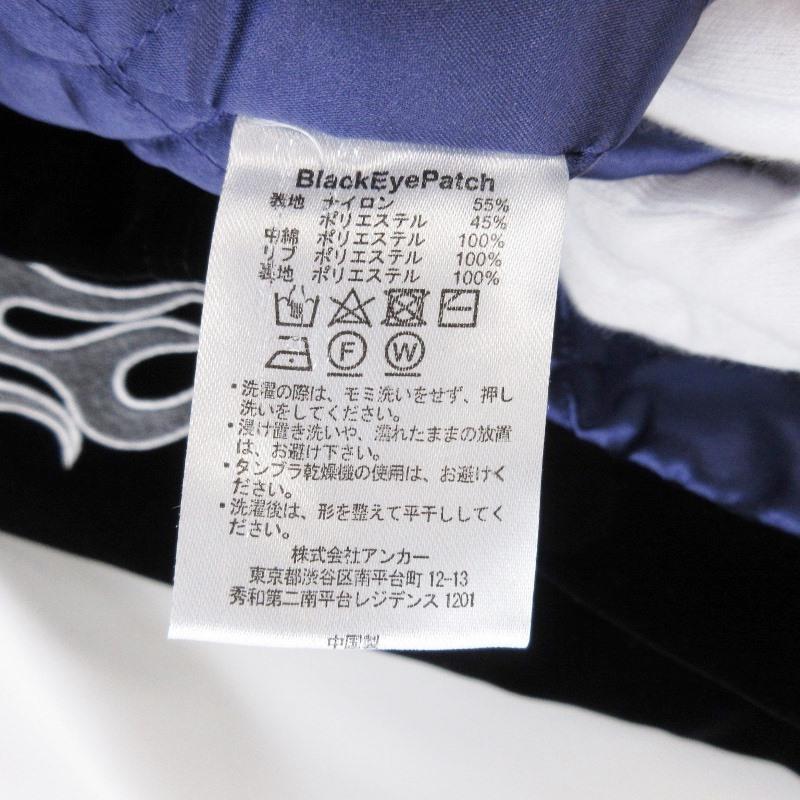 BlackEyePatch
表地 ナイロン 55%
ポリエステル 45%
中綿 ポリエステル 100%
リブ ポリエステル 100%
裏地 ポリエステル 100%
F W
・洗濯の際は、モミ洗いをせず、押し
洗いをしてください。
・浸け置き洗いや、濡れたままの放置
は、お避け下さい。
・タンブラ乾燥機の使用は、お避けく
ださい。
・洗濯後は、形を整えて平干ししてく
ださい。
株式会社アンカー
東京都渋谷区南平台町 12-13
秀和第二南平台レジデンス 1201
中国製